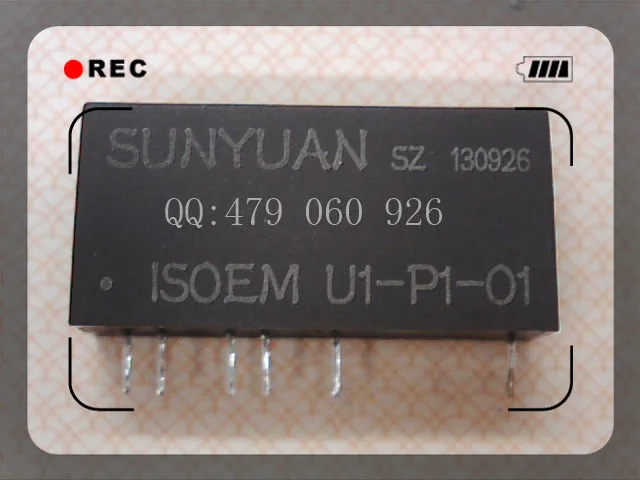 REC
SUNYUAN SZ 130926
QQ:479 060 926
ISOEM U1-P1-01